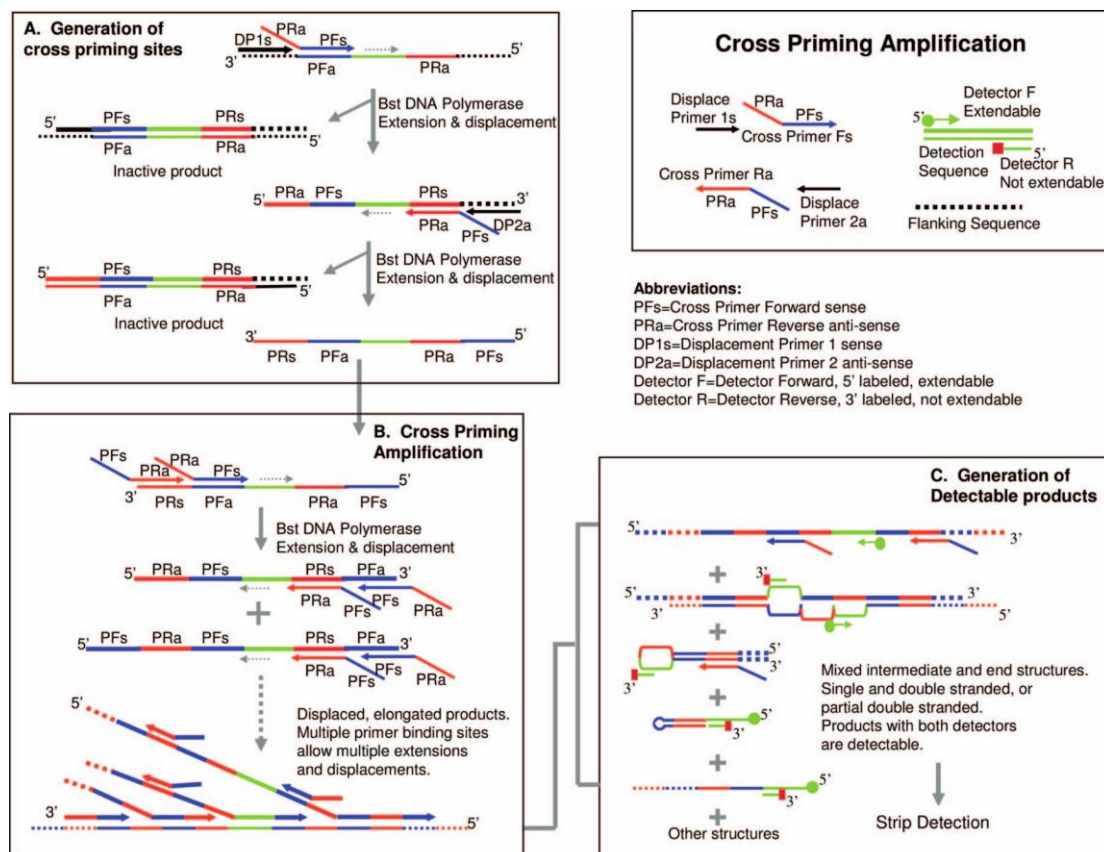 A. Generation of
cross priming sites
PRa
DP1s PFs
3’ 5’
PFa PRa
Bst DNA Polymerase
Extension & displacement
5’ PFs PRs
PFa PRa 5’
Inactive product
5’ PRa PFs PRs 3’
PRa DP2a
PFs
Bst DNA Polymerase
Extension & displacement
5’ PFs PRs
PFa PRa 5’
Inactive product
3’ 5’
PRs PFa PRa PFs
Cross Priming Amplification
Displace
Primer 1s
PRa
PFs
Cross Primer Fs
Detector F
Extendable
5’
Detection
Sequence
5’
Detector R
Not extendable
Cross Primer Ra
PRa
PFs
Displace
Primer 2a
Flanking Sequence
Abbreviations:
PFs=Cross Primer Forward sense
PRa=Cross Primer Reverse anti-sense
DP1s=Displacement Primer 1 sense
DP2a=Displacement Primer 2 anti-sense
Detector F=Detector Forward, 5’ labeled, extendable
Detector R=Detector Reverse, 3’ labeled, not extendable
B. Cross Priming
Amplification
PFs PRa
PRa PFs
3’ 5’
PRs PFa PRa PFs
Bst DNA Polymerase
Extension & displacement
5’ PRa PFs PRs PFa 3’
PRa PFs PRa
+
5’ PFs PRa PFs PRs PFa 3’
PRa PFs PRa
Displaced, elongated products.
Multiple primer binding sites
allow multiple extensions
and displacements.
5’
3’ 5’
C. Generation of
Detectable products
5’ 3’
+
3’
5’ 3’
3’ 5’
+
5’
3’
3’
+
5’
3’
+
5’
3’
+
Other structures
Mixed intermediate and end structures.
Single and double stranded, or
partial double stranded.
Products with both detectors
are detectable.
Strip Detection